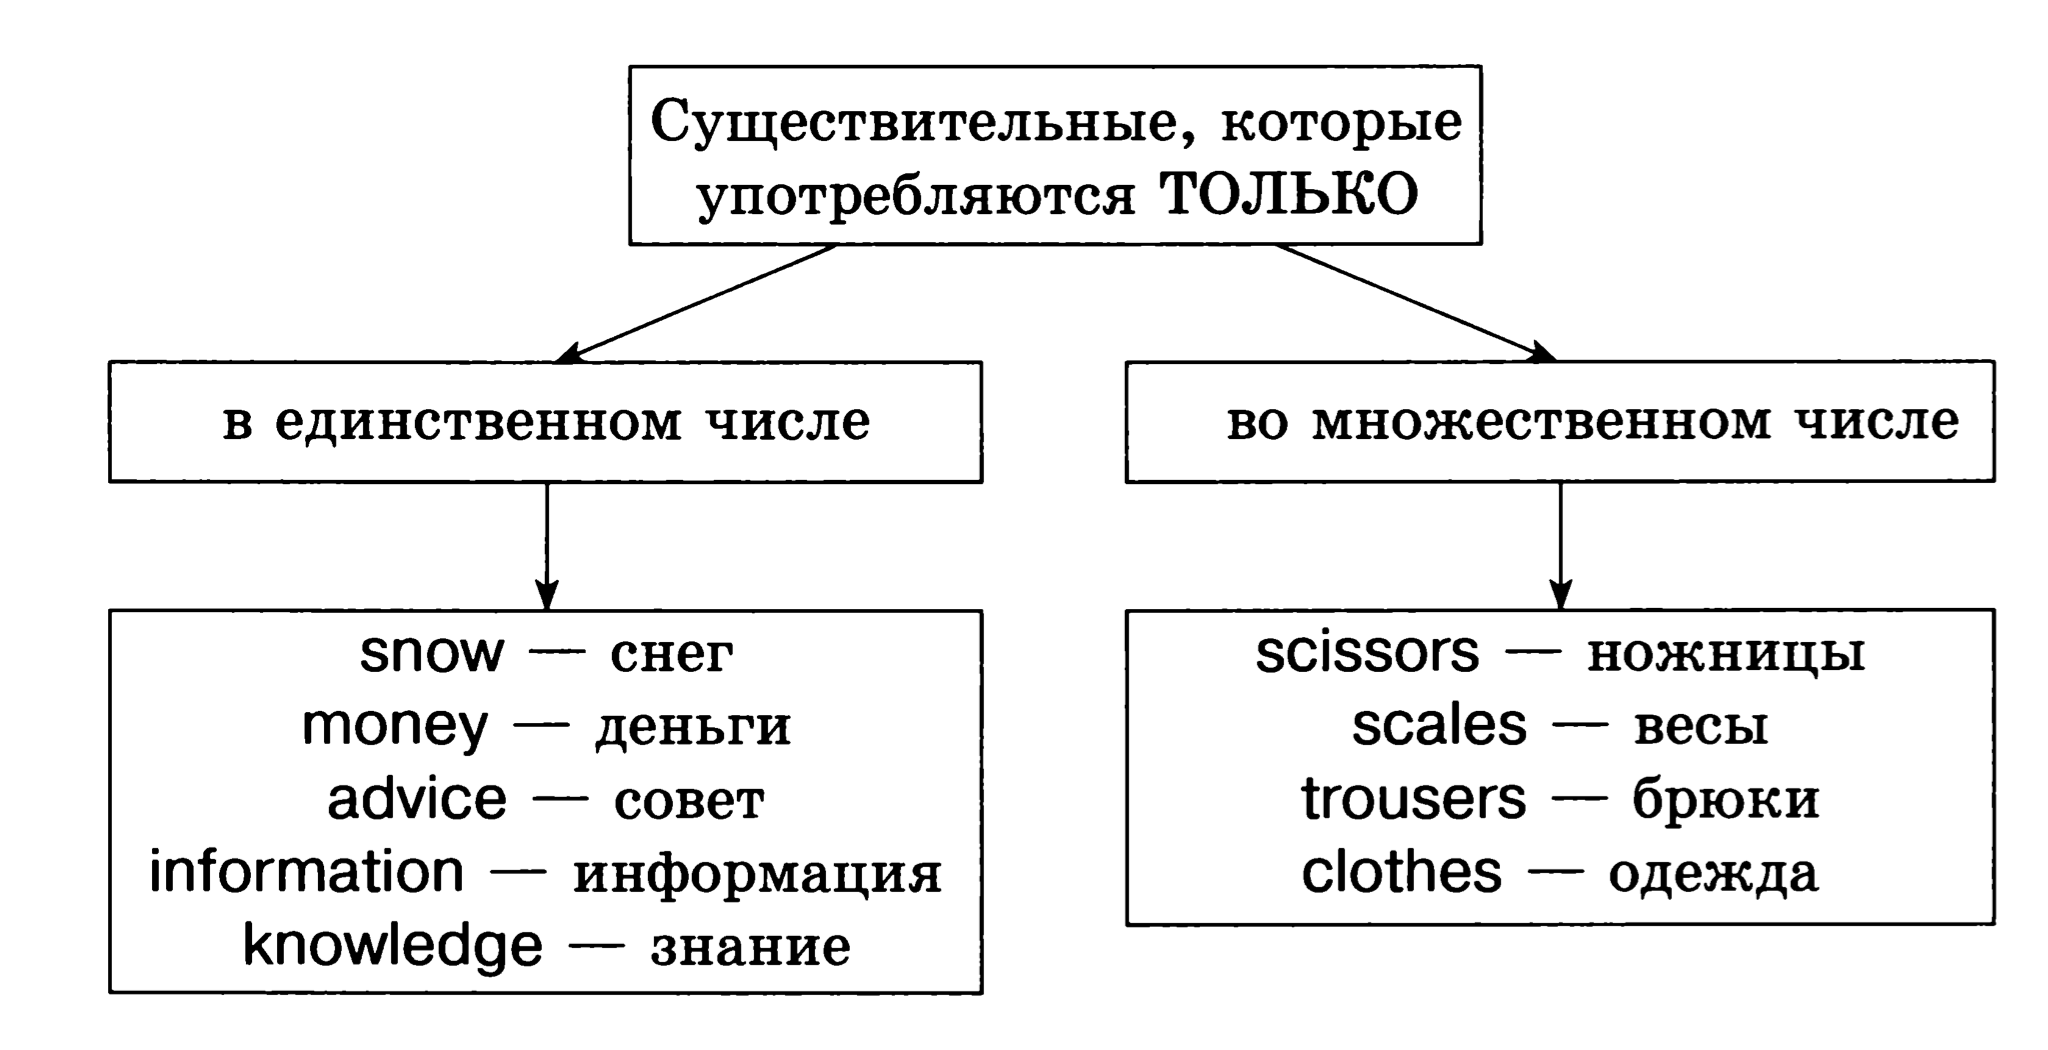 Существительные, которые
употребляются ТОЛЬКО
в единственном числе
во множественном числе
snow — снег
money — деньги
advice — совет
information — информация
knowledge — знание
scissors — ножницы
scales — весы
trousers — брюки
clothes — одежда